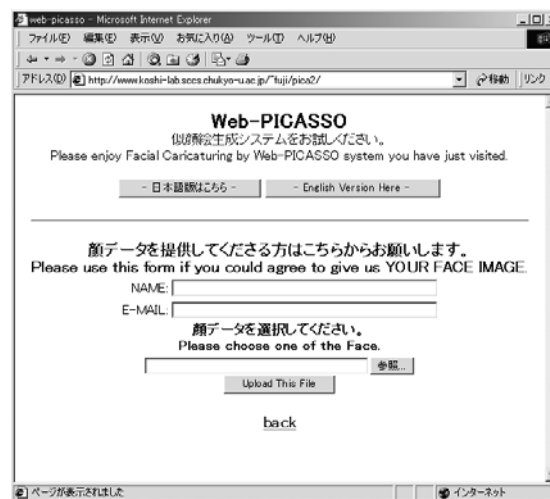 web-picasso - Microsoft Internet Explorer
ファイル(F) 編集(E) 表示(V) お気に入り(A) ツール(T) ヘルプ(H)
アドレス(D) http://www.koshi-lab.sccs.chukyo-u.ac.jp/~fuji/pica2/ 移動 リンク
Web-PICASSO
似顔絵生成システムをお試しください。
Please enjoy Facial Caricaturing by Web-PICASSO system you have just visited.
- 日本語版はこちら - - English Version Here -
顔データを提供してくださる方はこちらからお願いします。
Please use this form if you could agree to give us YOUR FACE IMAGE.
NAME:
E-MAIL:
顔データを選択してください。
Please choose one of the Face.
参照...
Upload This File
back
ページが表示されました インターネット